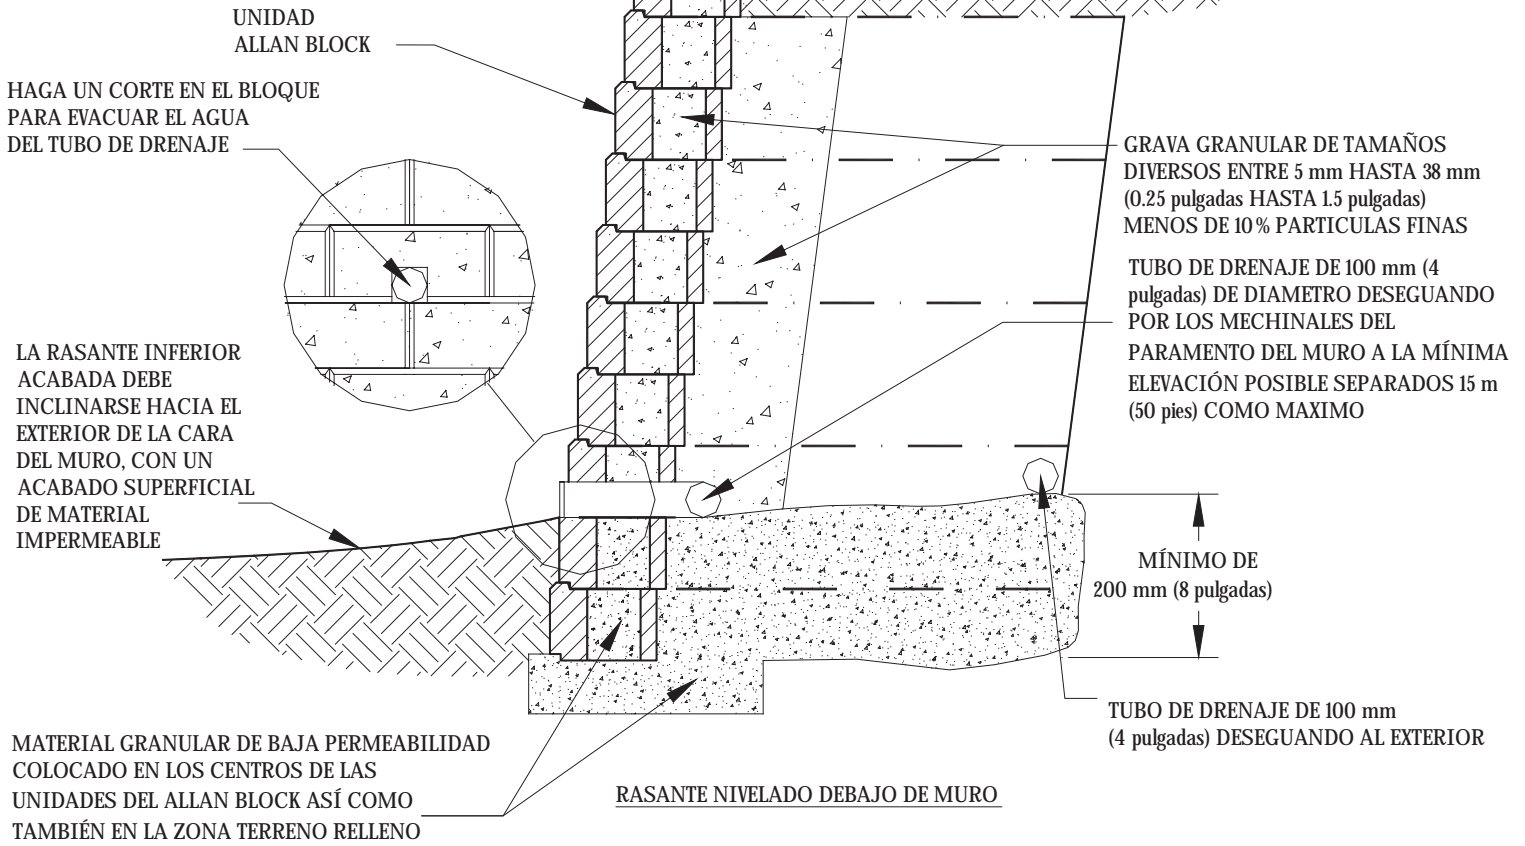 UNIDAD
ALLAN BLOCK
HAGA UN CORTE EN EL BLOQUE
PARA EVACUAR EL AGUA
DEL TUBO DE DRENAJE
LA RASANTE INFERIOR
ACABADA DEBE
INCLINARSE HACIA EL
EXTERIOR DE LA CARA
DEL MURO, CON UN
ACABADO SUPERFICIAL
DE MATERIAL
IMPERMEABLE
MATERIAL GRANULAR DE BAJA PERMEABILIDAD
COLOCADO EN LOS CENTROS DE LAS
UNIDADES DEL ALLAN BLOCK ASÍ COMO
TAMBIÉN EN LA ZONA TERRENO RELLENO
GRAVA GRANULAR DE TAMAÑOS
DIVERSOS ENTRE 5 mm HASTA 38 mm
(0.25 pulgadas HASTA 1.5 pulgadas)
MENOS DE 10% PARTICULAS FINAS
TUBO DE DRENAJE DE 100 mm (4
pulgadas) DE DIAMETRO DESEGUANDO
POR LOS MECHINALES DEL
PARAMENTO DEL MURO A LA MÍNIMA
ELEVACIÓN POSIBLE SEPARADOS 15 m
(50 pies) COMO MAXIMO
MÍNIMO DE
200 mm (8 pulgadas)
TUBO DE DRENAJE DE 100 mm
(4 pulgadas) DESEGUANDO AL EXTERIOR
RASANTE NIVELADO DEBAJO DE MURO